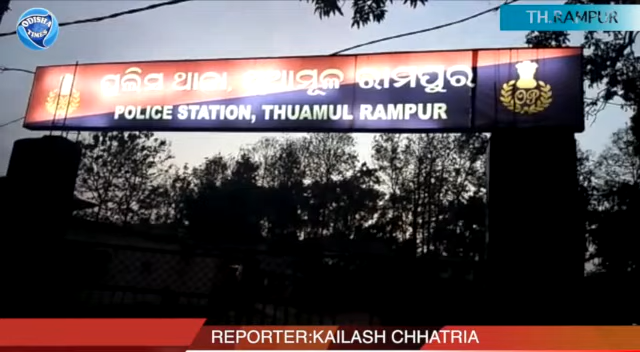 ODISHA
TIMES
TH.RAMPUR
ପୁଲିସ ଥାନା, ଥୁଆମୂଳ ରାମପୁର
POLICE STATION, THUAMUL RAMPUR
REPORTER:KAILASH CHHATRIA